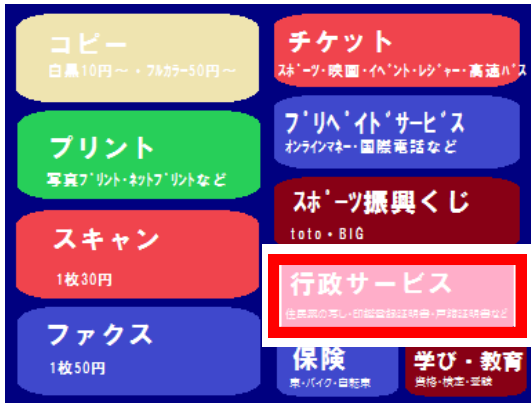 コピー
白黒10円～・フルカラー50円～
プリント
写真プリント・ネットプリントなど
スキャン
1枚30円
ファクス
1枚50円
チケット
スポーツ・映画・イベント・レジャー・高速バス
プリペイドサービス
オンラインマネー・国際電話など
スポーツ振興くじ
toto・BIG
行政サービス
住民票の写し・印鑑登録証明書・戸籍証明書など
保険
車・バイク・自転車
学び・教育
資格・検定・受験